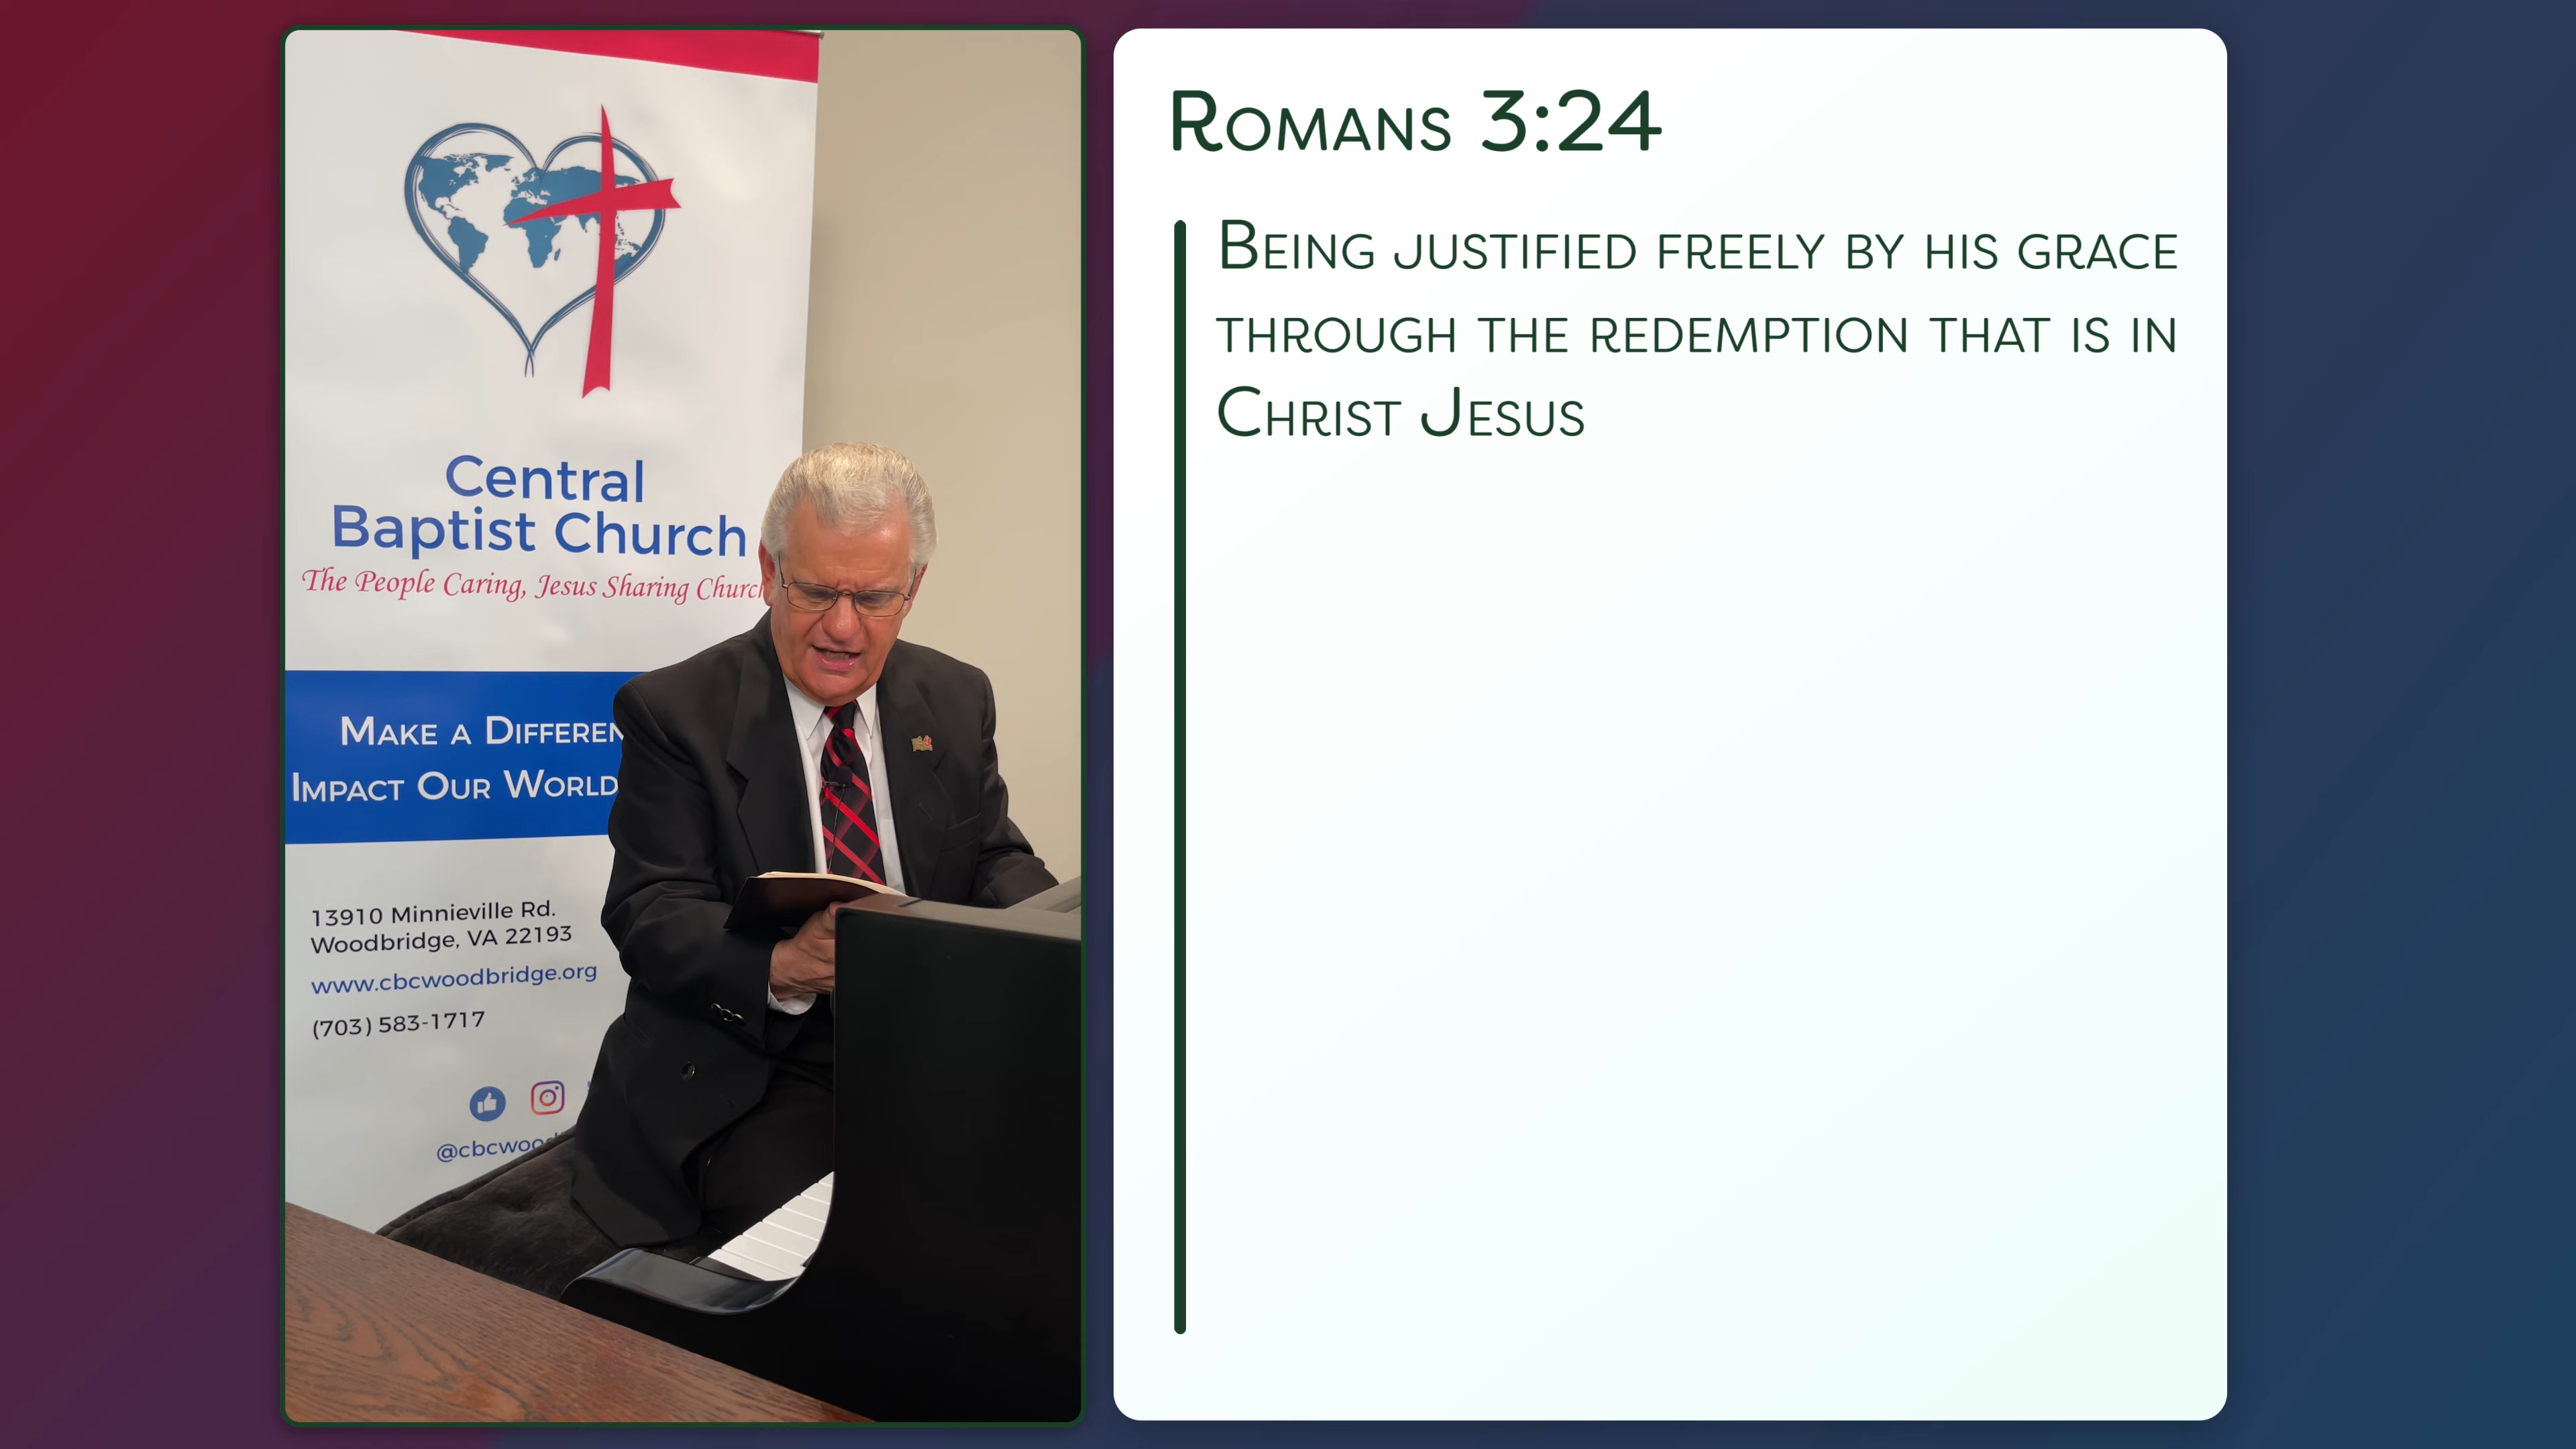 Central
Baptist Church
The People Caring, Jesus Sharing Church
Make a Differen
Impact Our World
13910 Minnieville Rd.
Woodbridge, VA 22193
www.cbcwoodbridge.org
(703) 583-1717
@cbcwood
Romans 3:24
Being justified freely by his grace
through the redemption that is in
Christ Jesus